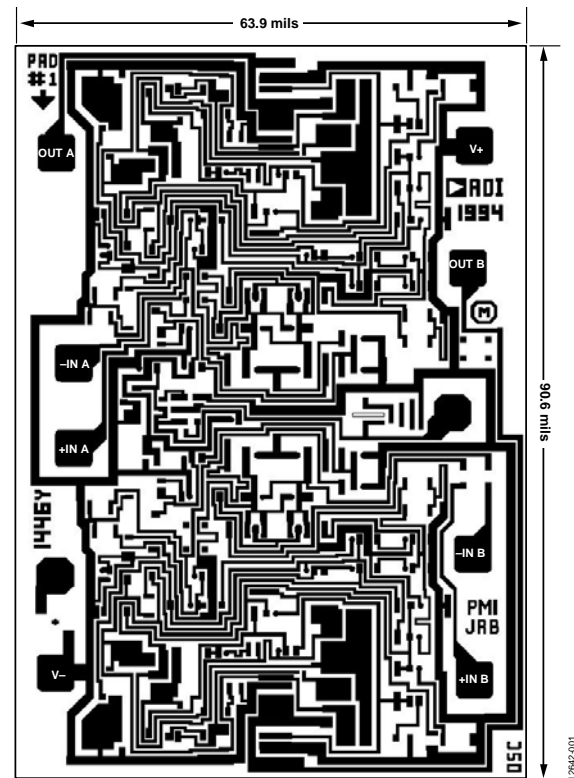 63.9 mils
PAD
#1
OUT A
V+
ADI
1994
OUT B
M
–IN A
90.6 mils
+IN A
1446Y
–IN B
PMI
JRB
V–
+IN B
OSC
12642-001